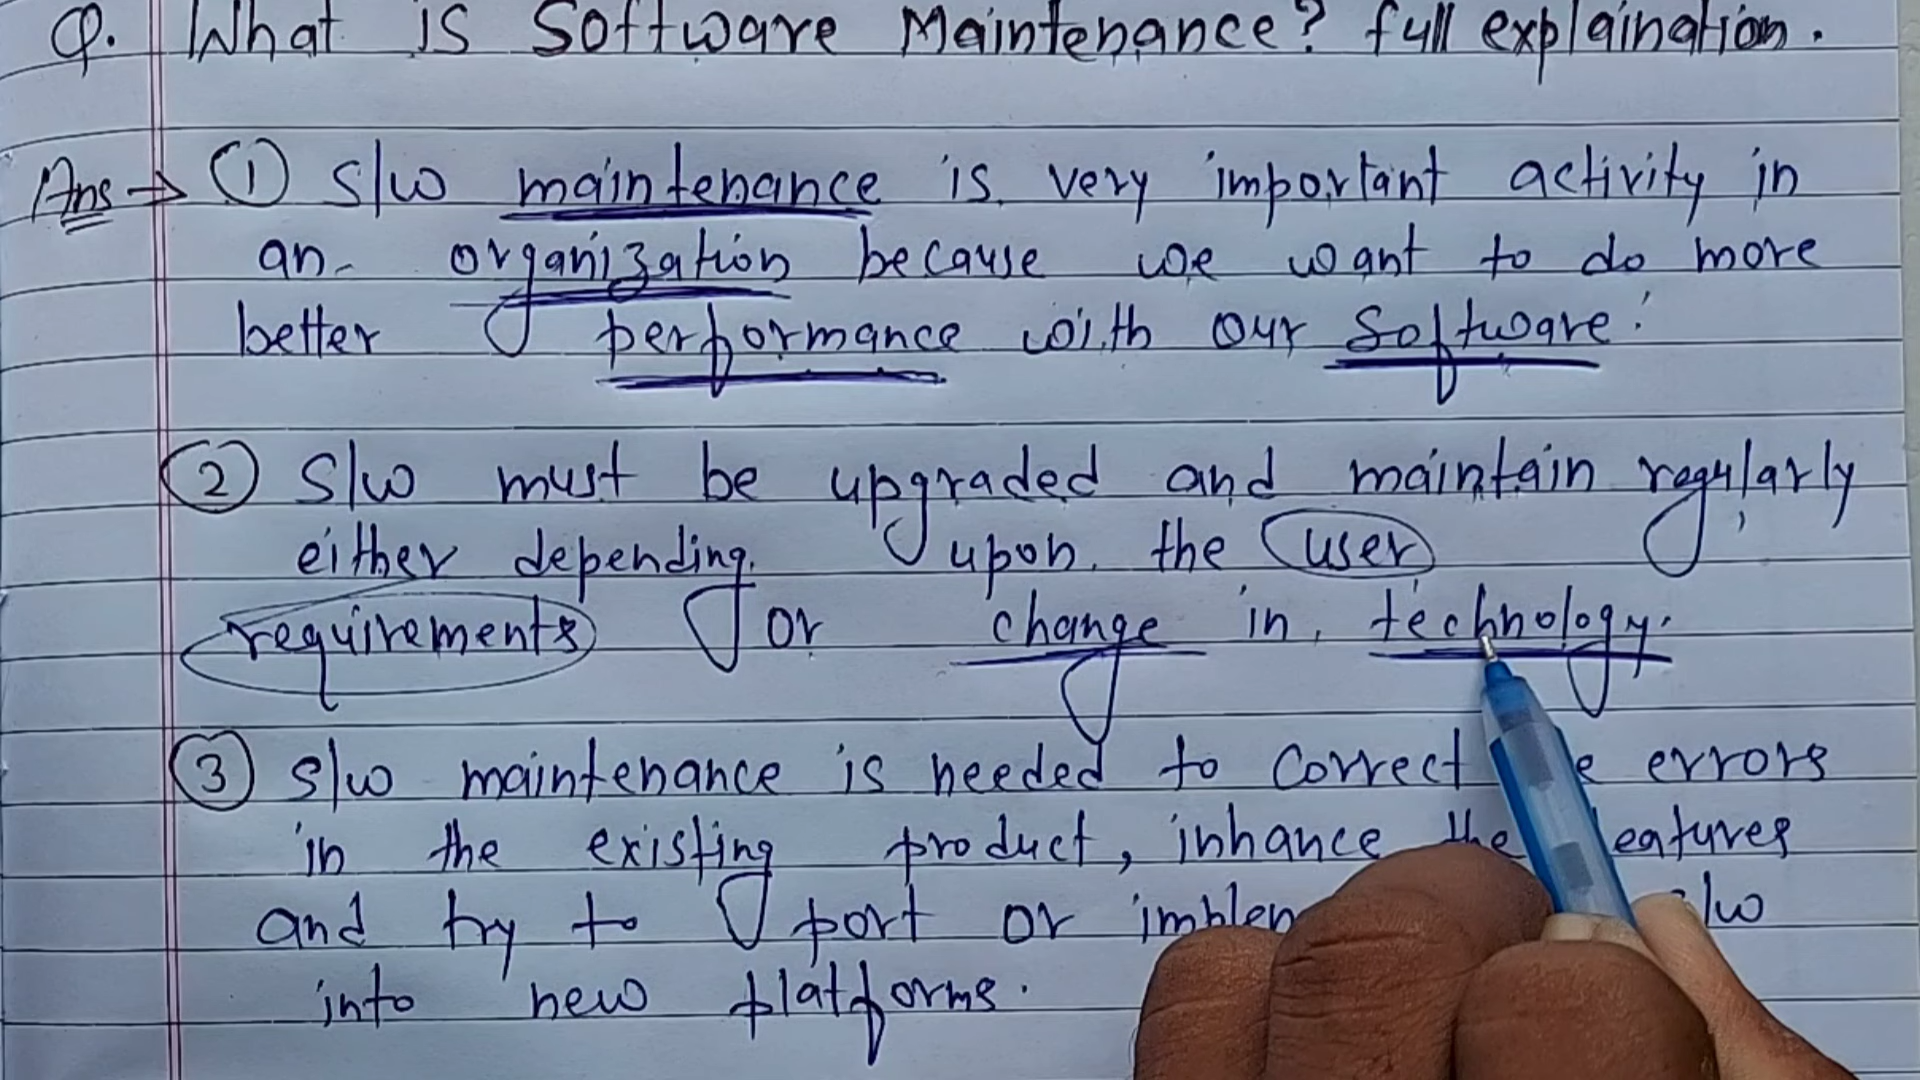 Q. What is Software Maintenance? full explaination.
Ans → ① S/w maintenance is very important activity in
an organization because we want to do more
better performance with our Software.
② S/w must be upgraded and maintain regularly,
either depending upon the user
requirements or change in technology.
③ S/w maintenance is needed to correct errors
in the existing product, inhance the
and try to port or
into new platforms.